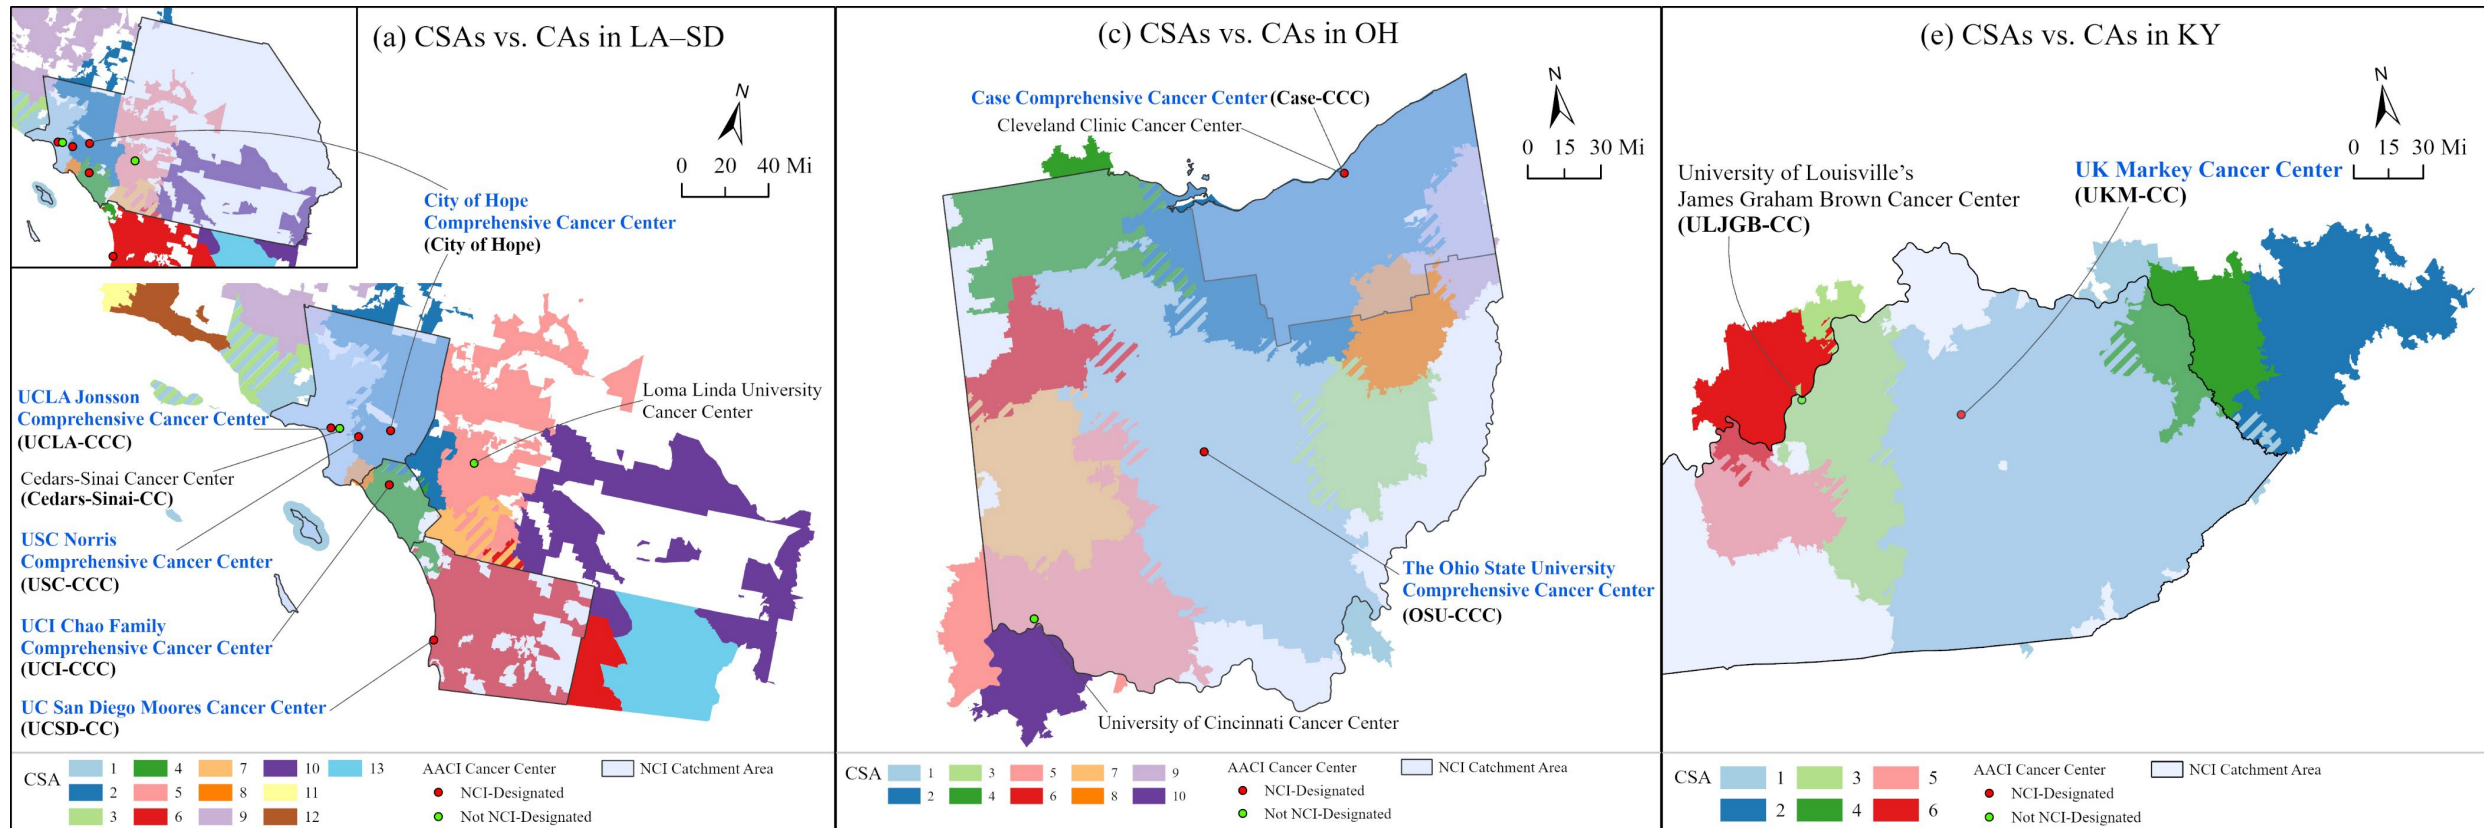 (a) CSAs vs. CAs in LA–SD
N
0 20 40 Mi
City of Hope
Comprehensive Cancer Center
(City of Hope)
Loma Linda University
Cancer Center
UCLA Jonsson
Comprehensive Cancer Center
(UCLA-CCC)
Cedars-Sinai Cancer Center
(Cedars-Sinai-CC)
USC Norris
Comprehensive Cancer Center
(USC-CCC)
UCI Chao Family
Comprehensive Cancer Center
(UCI-CCC)
UC San Diego Moores Cancer Center
(UCSD-CC)
CSA 1 4 7 10 13
2 5 8 11
3 6 9 12
AACI Cancer Center
NCI-Designated
Not NCI-Designated
NCI Catchment Area
(c) CSAs vs. CAs in OH
N
0 15 30 Mi
Case Comprehensive Cancer Center (Case-CCC)
Cleveland Clinic Cancer Center
The Ohio State University
Comprehensive Cancer Center
(OSU-CCC)
University of Cincinnati Cancer Center
CSA 1 3 5 7 9
2 4 6 8 10
AACI Cancer Center
NCI-Designated
Not NCI-Designated
NCI Catchment Area
(e) CSAs vs. CAs in KY
N
0 15 30 Mi
University of Louisville's
James Graham Brown Cancer Center
(ULJGB-CC)
UK Markey Cancer Center
(UKM-CC)
CSA 1 3 5
2 4 6
AACI Cancer Center
NCI-Designated
Not NCI-Designated
NCI Catchment Area